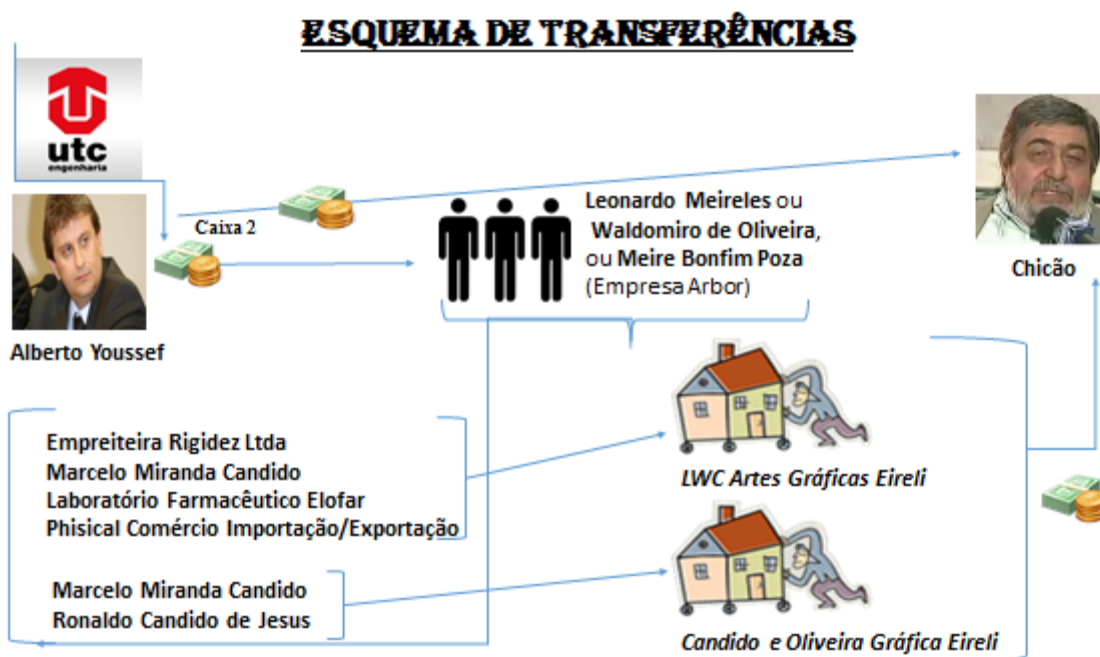 ESQUEMA DE TRANSFERÊNCIAS
utc
engenharia
Caixa 2
Leonardo Meireles ou
Waldomiro de Oliveira,
ou Meire Bonfim Poza
(Empresa Arbor)
Chicão
Alberto Youssef
Empreiteira Rigidez Ltda
Marcelo Miranda Candido
Laboratório Farmacêutico Elofar
Phisical Comércio Importação/Exportação
LWC Artes Gráficas Eireli
Marcelo Miranda Candido
Ronaldo Candido de Jesus
Candido e Oliveira Gráfica Eireli